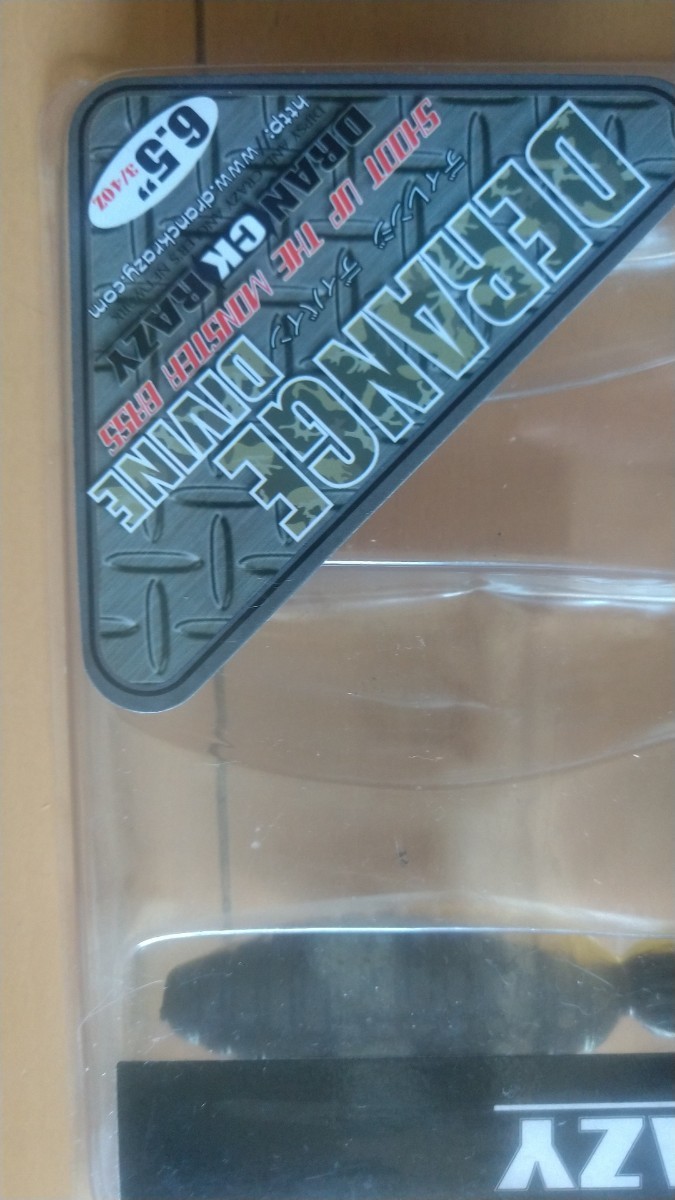 DERANGE
ディレンジ ディバイン
DIVINE
SHOOT UP THE MONSTER BASS
DRANCKRAZY
http://www.dranckrazy.com
6.5"
3/4OZ
AZY